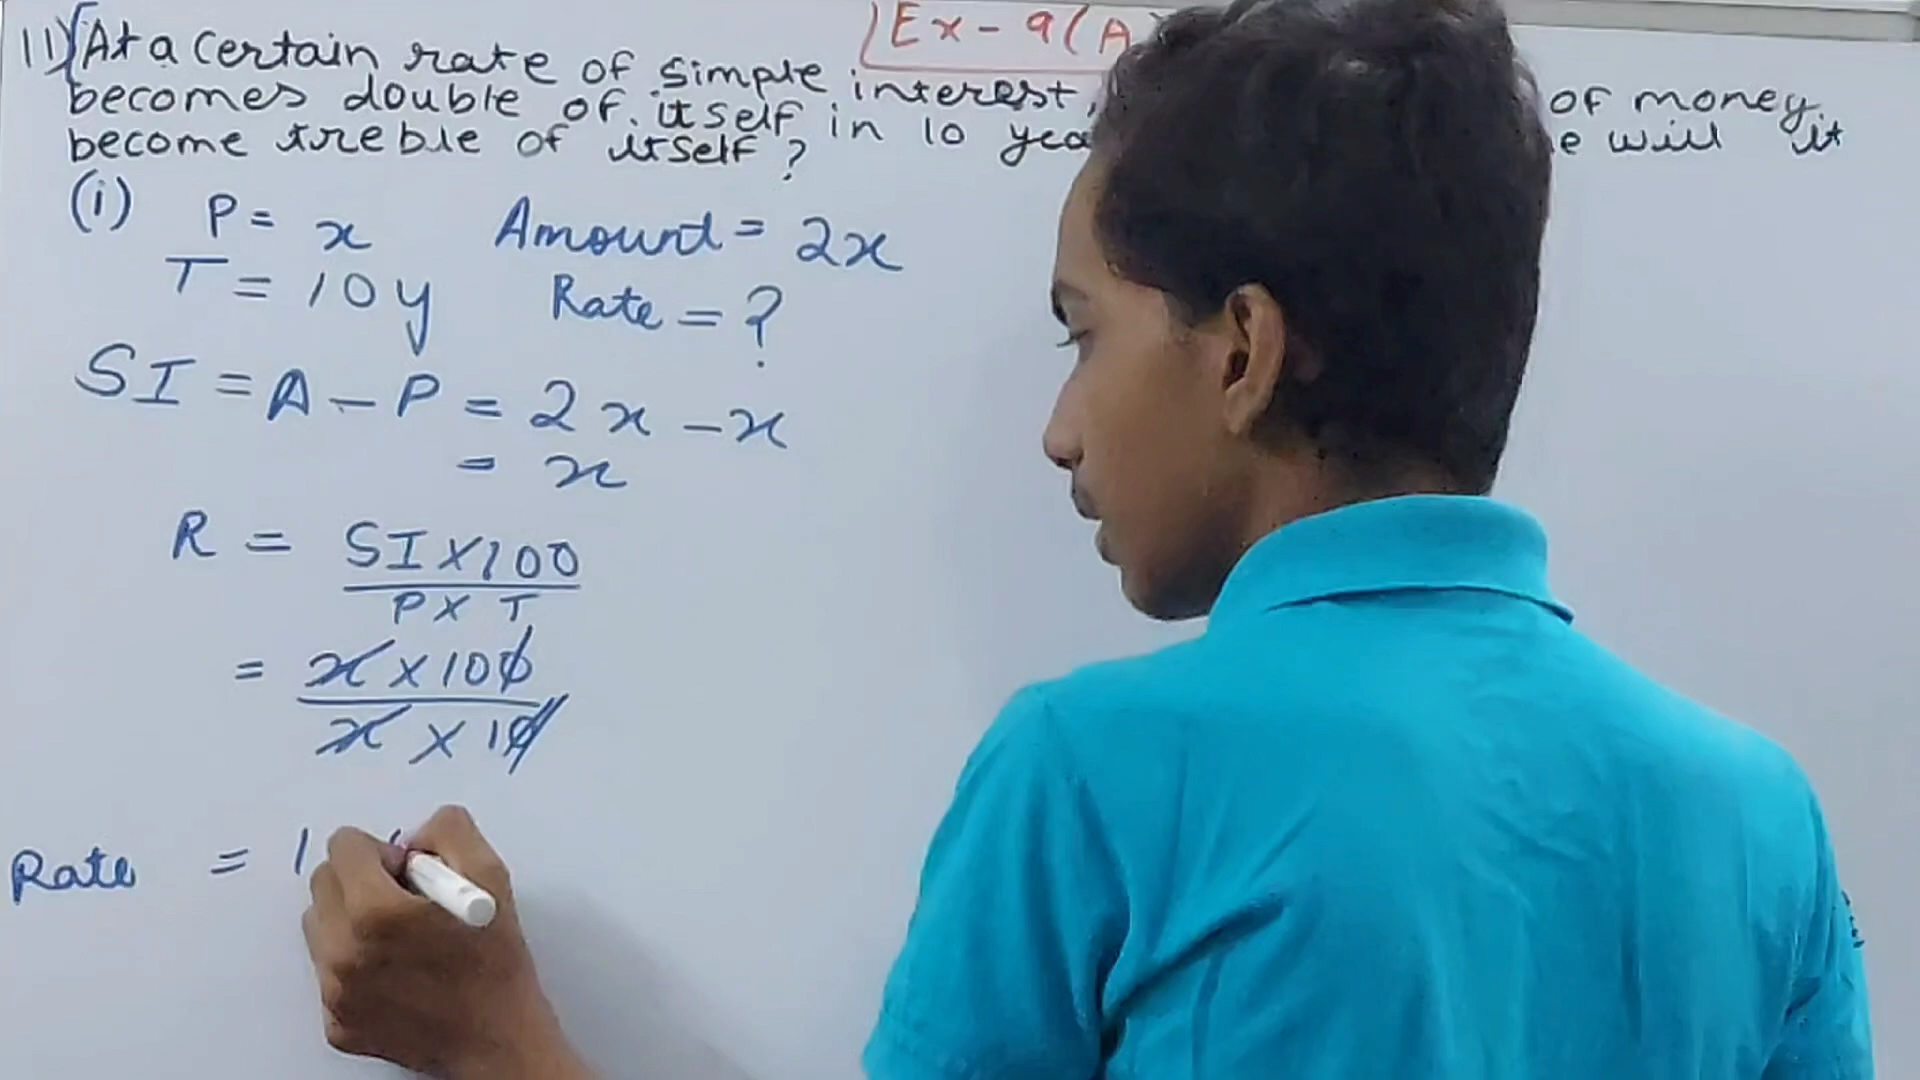 Ex-9(A
11) At a certain rate of simple interest, of money
becomes double of itself in 10 yea will it
become treble of itself?
(i) P = x Amount = 2x
T = 10y Rate = ?
SI = A - P = 2x - x
= x
R = SI × 100
P × T
= x × 100
x × 10
Rate = 1